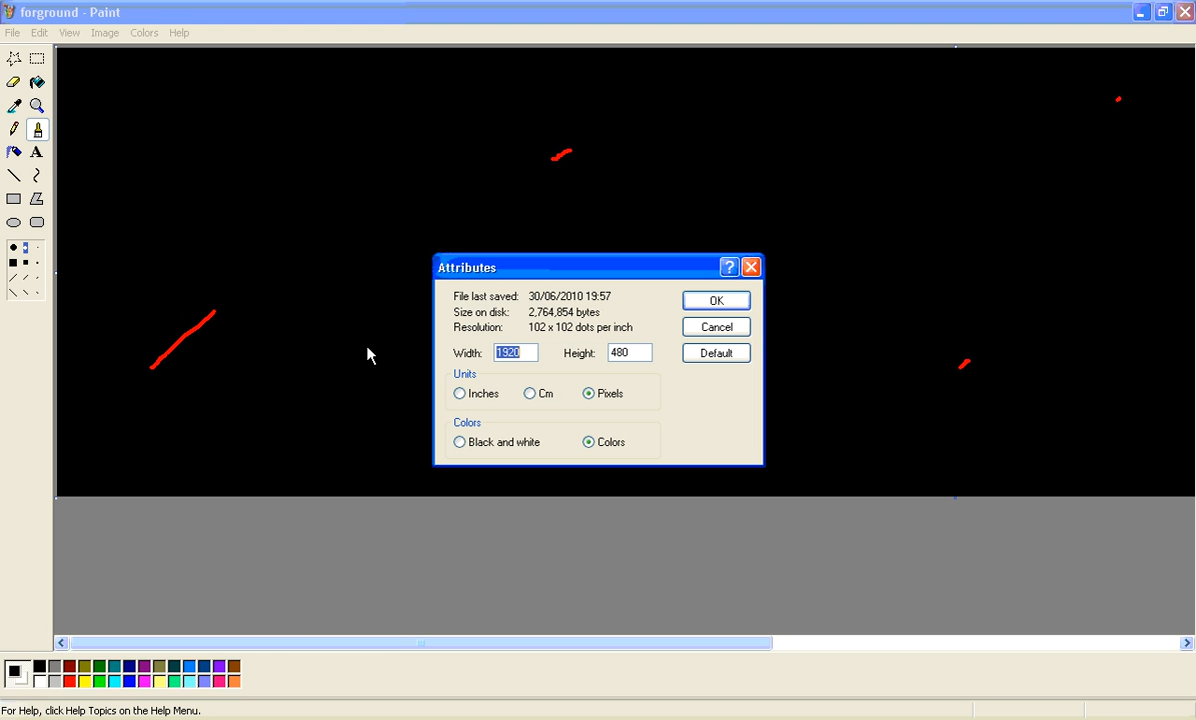 forground - Paint
File Edit View Image Colors Help
A
Attributes
?
File last saved: 30/06/2010 19:57
OK
Size on disk: 2,764,854 bytes
Resolution: 102 x 102 dots per inch
Cancel
Width: 1920 Height: 480
Default
Units
Inches Cm Pixels
Colors
Black and white Colors
For Help, click Help Topics on the Help Menu.